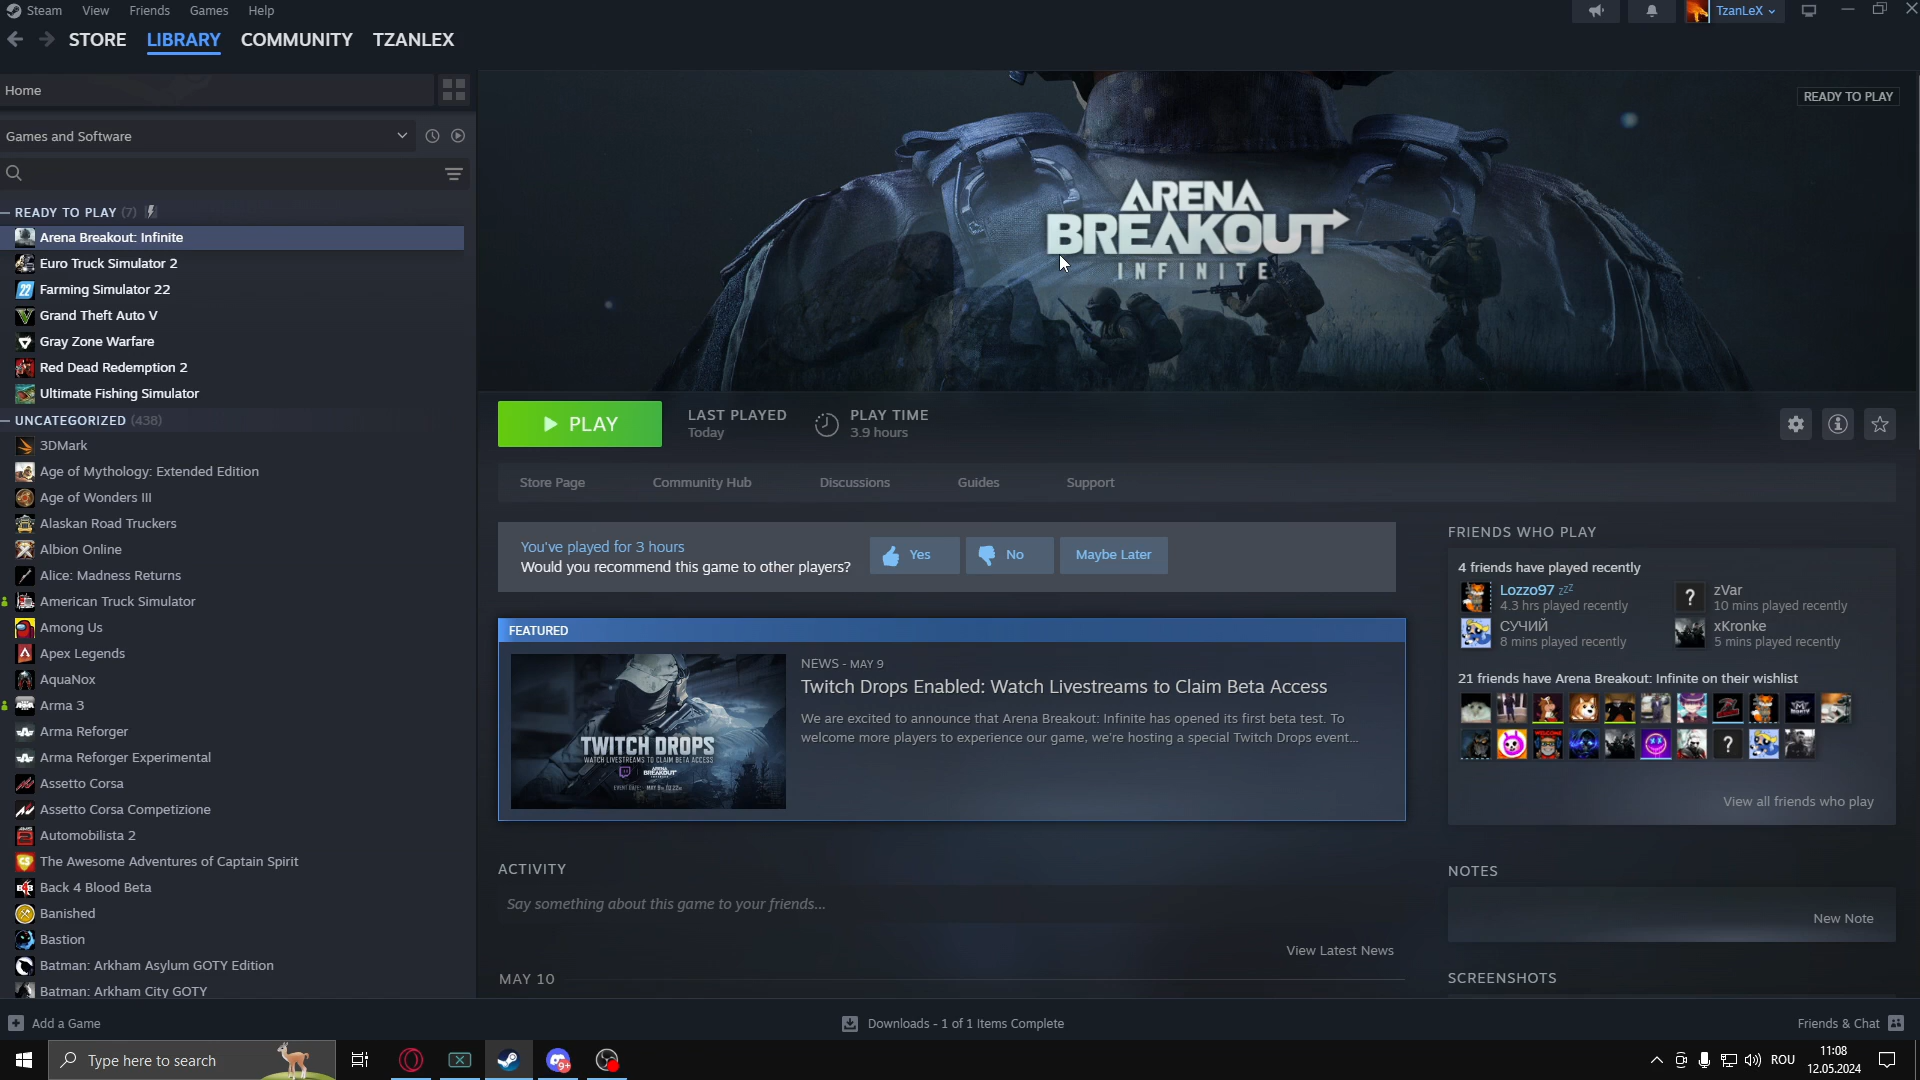 Steam View Friends Games Help
TzanLeX
STORE LIBRARY COMMUNITY TZANLEX
Home
Games and Software
READY TO PLAY (7)
Arena Breakout: Infinite
Euro Truck Simulator 2
Farming Simulator 22
Grand Theft Auto V
Gray Zone Warfare
Red Dead Redemption 2
Ultimate Fishing Simulator
UNCATEGORIZED (438)
3DMark
Age of Mythology: Extended Edition
Age of Wonders III
Alaskan Road Truckers
Albion Online
Alice: Madness Returns
American Truck Simulator
Among Us
Apex Legends
AquaNox
Arma 3
Arma Reforger
Arma Reforger Experimental
Assetto Corsa
Assetto Corsa Competizione
Automobilista 2
The Awesome Adventures of Captain Spirit
Back 4 Blood Beta
Banished
Bastion
Batman: Arkham Asylum GOTY Edition
Batman: Arkham City GOTY
READY TO PLAY
ARENA
BREAKOUT
INFINITE
PLAY
LAST PLAYED
Today
PLAY TIME
3.9 hours
Store Page Community Hub Discussions Guides Support
You've played for 3 hours
Would you recommend this game to other players?
Yes No Maybe Later
FEATURED
TWITCH DROPS
WATCH LIVESTREAMS TO CLAIM BETA ACCESS
ARENA
BREAKOUT
NEWS - MAY 9
Twitch Drops Enabled: Watch Livestreams to Claim Beta Access
We are excited to announce that Arena Breakout: Infinite has opened its first beta test. To
welcome more players to experience our game, we're hosting a special Twitch Drops event...
ACTIVITY
Say something about this game to your friends...
View Latest News
MAY 10
FRIENDS WHO PLAY
4 friends have played recently
Lozzo97 zzZ
4.3 hrs played recently
zVar
10 mins played recently
СУЧИЙ
8 mins played recently
xKronke
5 mins played recently
21 friends have Arena Breakout: Infinite on their wishlist
View all friends who play
NOTES
New Note
SCREENSHOTS
Add a Game
Downloads - 1 of 1 Items Complete
Friends & Chat
Type here to search
9+
ROU
11:08
12.05.2024